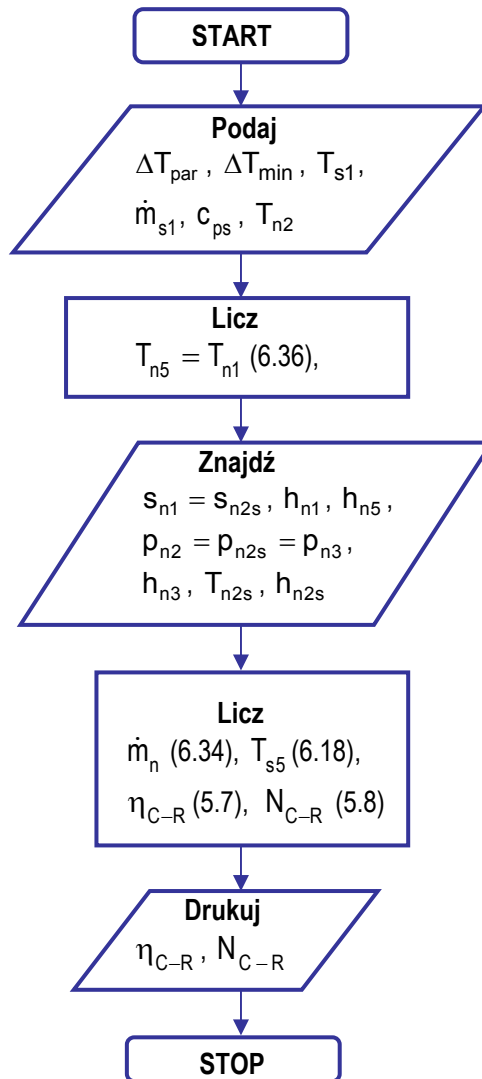 START
Podaj
ΔT_par , ΔT_min , T_s1,
ṁ_s1, c_ps , T_n2
Licz
T_n5 = T_n1 (6.36),
Znajdź
s_n1 = s_n2s , h_n1, h_n5 ,
p_n2 = p_n2s = p_n3 ,
h_n3 , T_n2s , h_n2s
Licz
ṁ_n (6.34), T_s5 (6.18),
η_C–R (5.7), N_C–R (5.8)
Drukuj
η_C–R , N_C–R
STOP